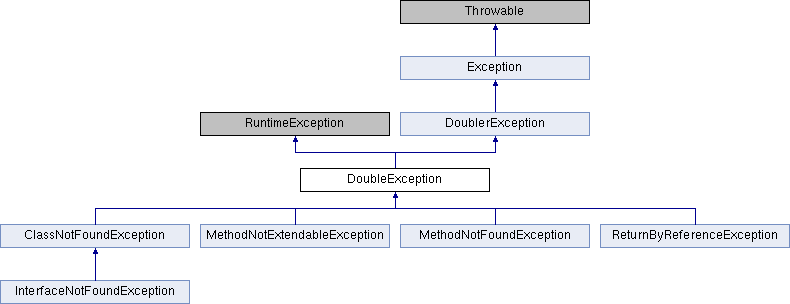 Throwable
Exception
RuntimeException
DoublerException
DoubleException
ClassNotFoundException
MethodNotExtendableException
MethodNotFoundException
ReturnByReferenceException
InterfaceNotFoundException